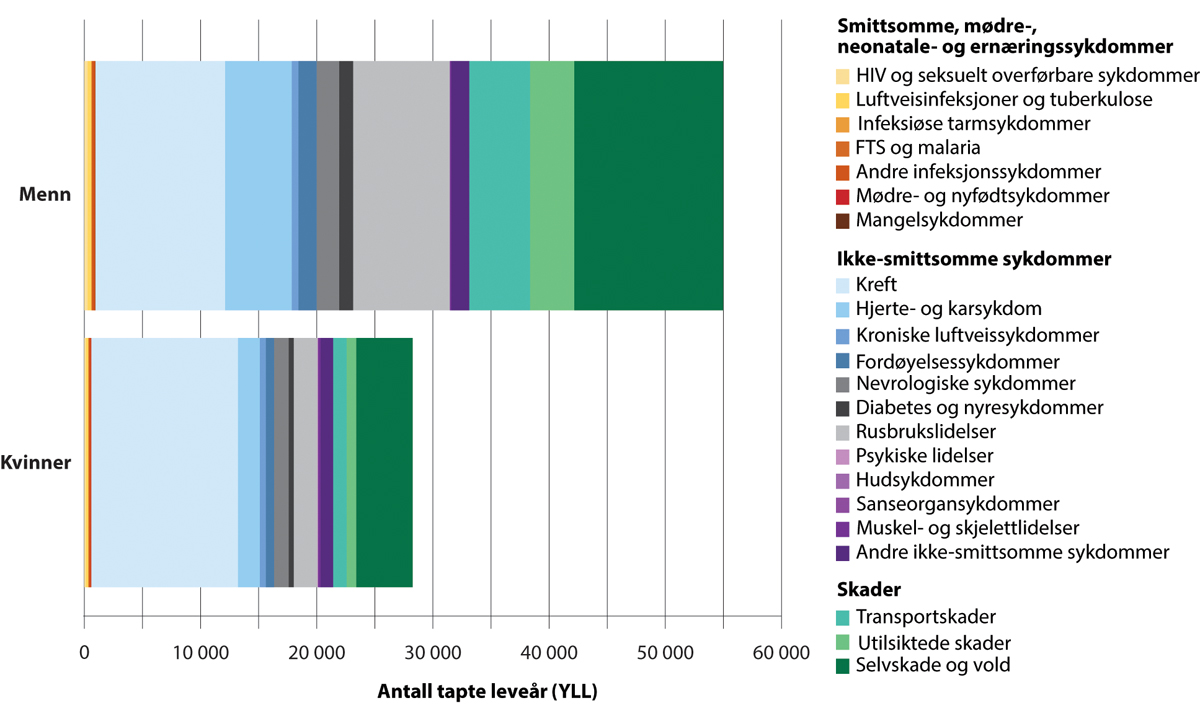 Menn
Kvinner
0
10 000
20 000
30 000
40 000
50 000
60 000
Antall tapte leveår (YLL)
Smittsomme, mødre-,
neonatale- og ernæringssykdommer
HIV og seksuelt overførbare sykdommer
Luftveisinfeksjoner og tuberkulose
Infeksiøse tarmsykdommer
FTS og malaria
Andre infeksjonssykdommer
Mødre- og nyfødtsykdommer
Mangelsykdommer
Ikke-smittsomme sykdommer
Kreft
Hjerte- og karsykdom
Kroniske luftveissykdommer
Fordøyelsessykdommer
Nevrologiske sykdommer
Diabetes og nyresykdommer
Rusbrukslidelser
Psykiske lidelser
Hudsykdommer
Sanseorgansykdommer
Muskel- og skjelettlidelser
Andre ikke-smittsomme sykdommer
Skader
Transportskader
Utilsiktede skader
Selvskade og vold